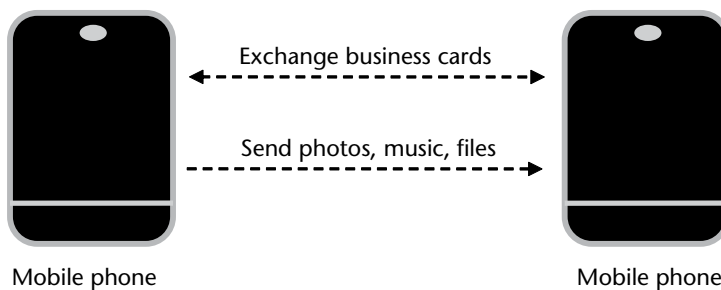 Exchange business cards
Send photos, music, files
Mobile phone
Mobile phone